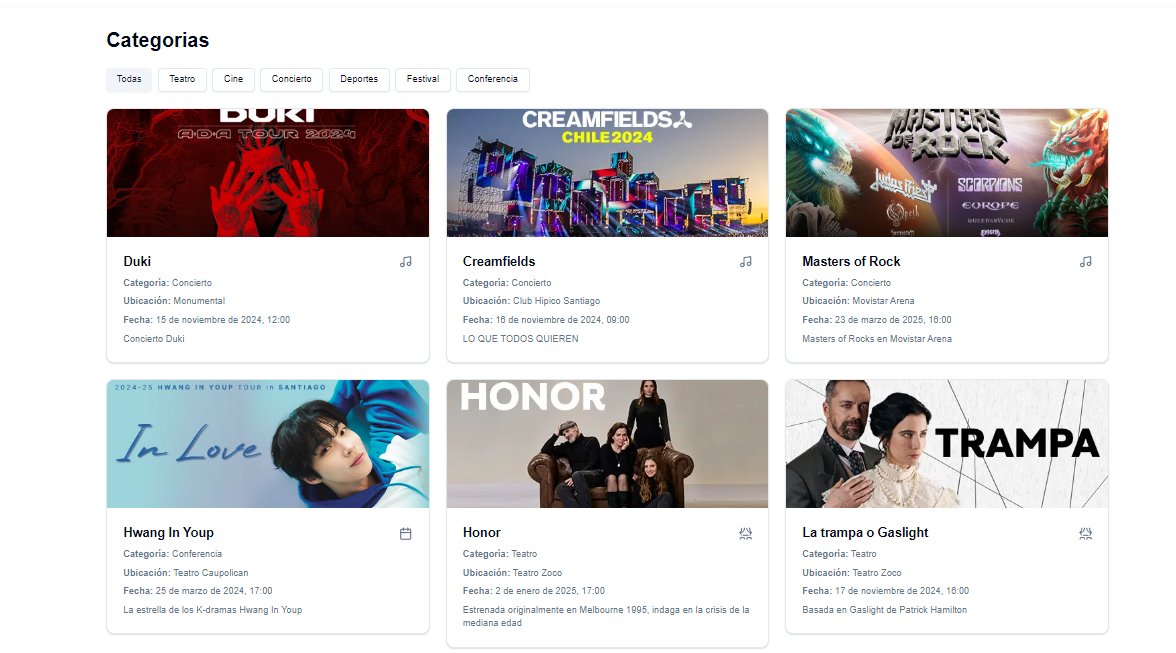 Categorias
Todas
Teatro
Cine
Concierto
Deportes
Festival
Conferencia
DUKI
A·D·A TOUR 2024
CREAMFIELDS
CHILE 2024
MASTERS
OF ROCK
Judas Priest
Opeth
SCORPIONS
EUROPE
QUEENSRŸCHE
Duki
Categoría: Concierto
Ubicación: Monumental
Fecha: 15 de noviembre de 2024, 12:00
Concierto Duki
Creamfields
Categoría: Concierto
Ubicación: Club Hipico Santiago
Fecha: 16 de noviembre de 2024, 09:00
LO QUE TODOS QUIEREN
Masters of Rock
Categoría: Concierto
Ubicación: Movistar Arena
Fecha: 23 de marzo de 2025, 16:00
Masters of Rocks en Movistar Arena
2024-25 HWANG IN YOUP TOUR in SANTIAGO
In Love
HONOR
TRAMPA
Hwang In Youp
Categoría: Conferencia
Ubicación: Teatro Caupolican
Fecha: 25 de marzo de 2024, 17:00
La estrella de los K-dramas Hwang In Youp
Honor
Categoría: Teatro
Ubicación: Teatro Zoco
Fecha: 2 de enero de 2025, 17:00
Estrenada originalmente en Melbourne 1995, indaga en la crisis de la
mediana edad
La trampa o Gaslight
Categoría: Teatro
Ubicación: Teatro Zoco
Fecha: 17 de noviembre de 2024, 16:00
Basada en Gaslight de Patrick Hamilton